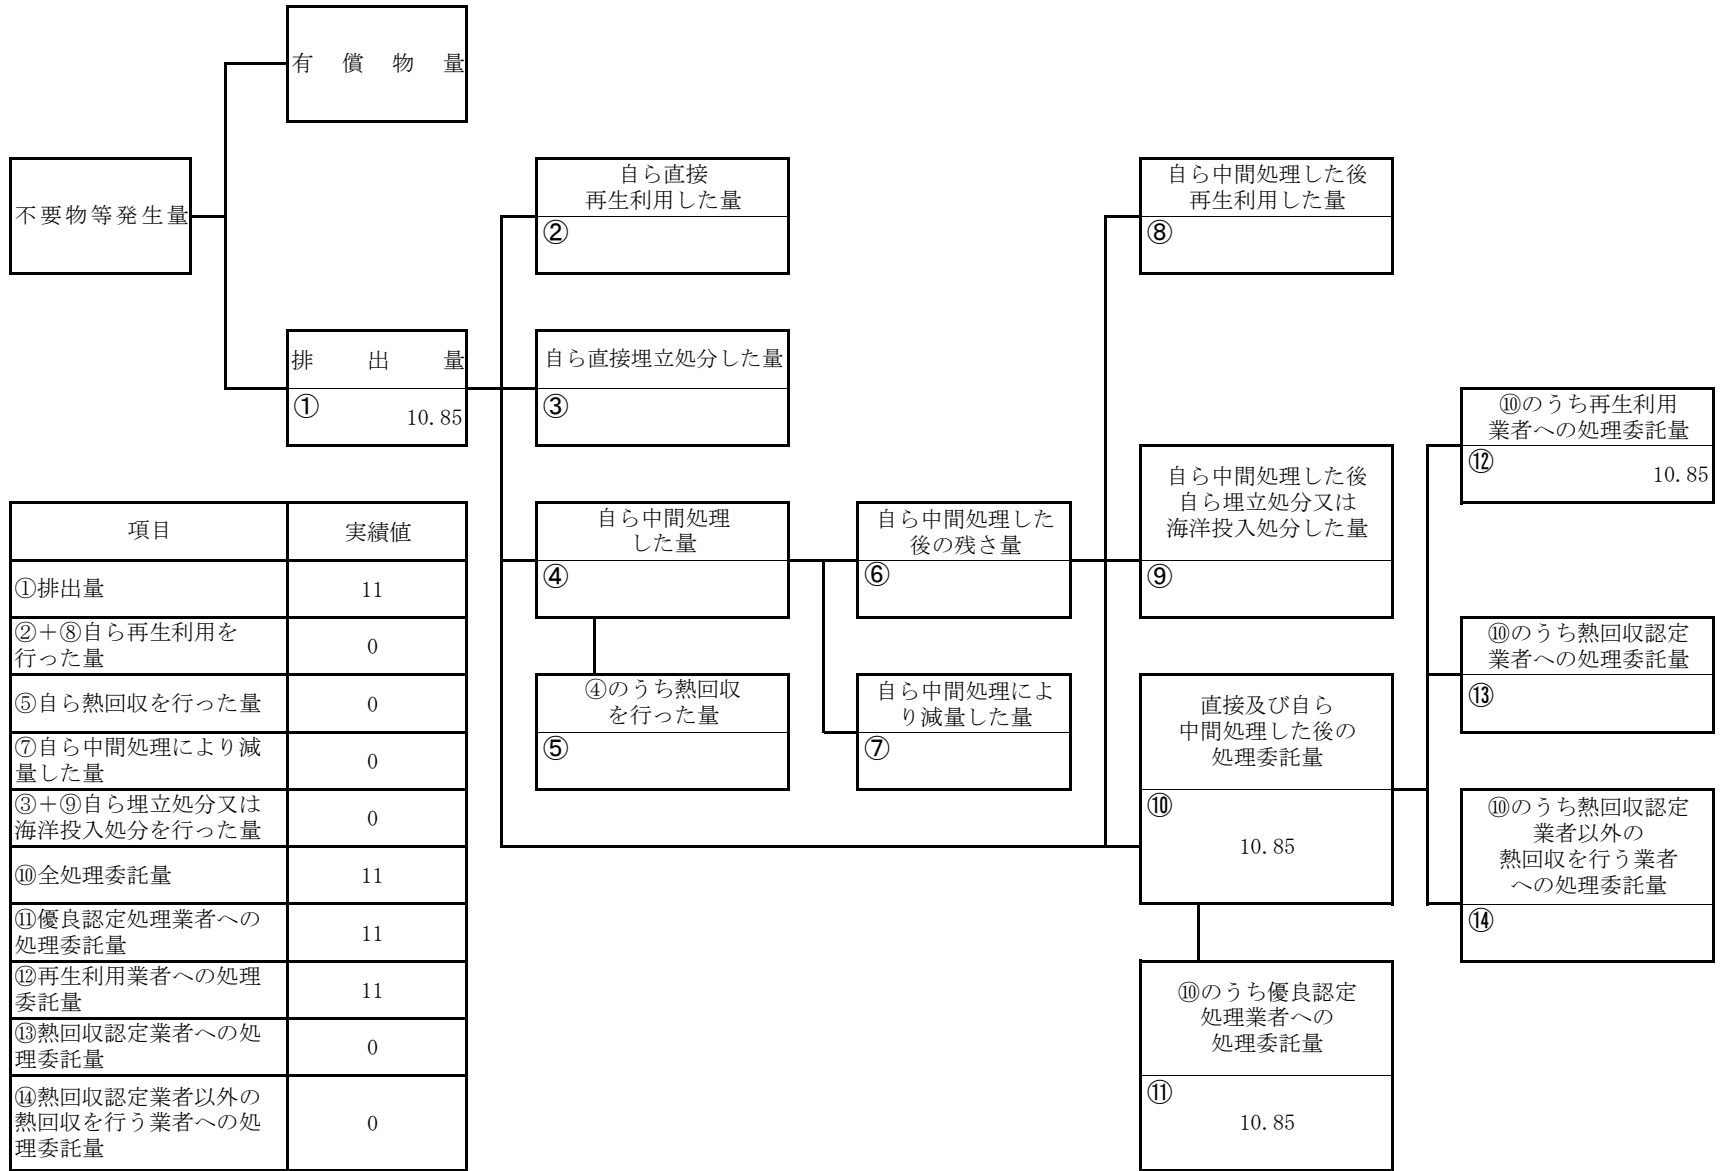 有償物量
不要物等発生量
排出量
①
10.85
自ら直接
再生利用した量
②
自ら直接埋立処分した量
③
自ら中間処理
した量
④
④のうち熱回収
を行った量
⑤
自ら中間処理した
後の残さ量
⑥
自ら中間処理によ
り減量した量
⑦
自ら中間処理した後
再生利用した量
⑧
自ら中間処理した後
自ら埋立処分又は
海洋投入処分した量
⑨
直接及び自ら
中間処理した後の
処理委託量
⑩
10.85
⑩のうち優良認定
処理業者への
処理委託量
⑪
10.85
⑩のうち再生利用
業者への処理委託量
⑫
10.85
⑩のうち熱回収認定
業者への処理委託量
⑬
⑩のうち熱回収認定
業者以外の
熱回収を行う業者
への処理委託量
⑭
項目 実績値
①排出量 11
②+⑧自ら再生利用を
行った量 0
⑤自ら熱回収を行った量 0
⑦自ら中間処理により減
量した量 0
③+⑨自ら埋立処分又は
海洋投入処分を行った量 0
⑩全処理委託量 11
⑪優良認定処理業者への
処理委託量 11
⑫再生利用業者への処理
委託量 11
⑬熱回収認定業者への処
理委託量 0
⑭熱回収認定業者以外の
熱回収を行う業者への処
理委託量 0